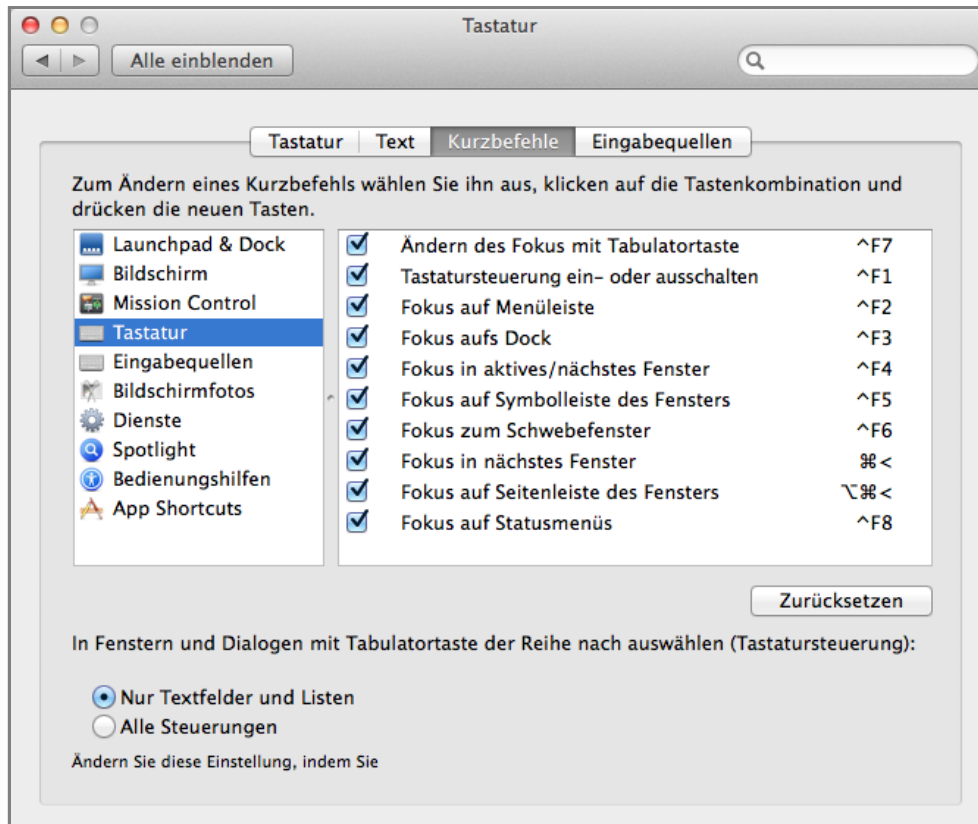 Tastatur
Alle einblenden
Tastatur Text Kurzbefehle Eingabequellen
Zum Ändern eines Kurzbefehls wählen Sie ihn aus, klicken auf die Tastenkombination und
drücken die neuen Tasten.
Launchpad & Dock
Bildschirm
Mission Control
Tastatur
Eingabequellen
Bildschirmfotos
Dienste
Spotlight
Bedienungshilfen
App Shortcuts
Ändern des Fokus mit Tabulatortaste ^F7
Tastatursteuerung ein- oder ausschalten ^F1
Fokus auf Menüleiste ^F2
Fokus aufs Dock ^F3
Fokus in aktives/nächstes Fenster ^F4
Fokus auf Symbolleiste des Fensters ^F5
Fokus zum Schwebefenster ^F6
Fokus in nächstes Fenster ⌘<
Fokus auf Seitenleiste des Fensters ⌥⌘<
Fokus auf Statusmenüs ^F8
Zurücksetzen
In Fenstern und Dialogen mit Tabulatortaste der Reihe nach auswählen (Tastatursteuerung):
Nur Textfelder und Listen
Alle Steuerungen
Ändern Sie diese Einstellung, indem Sie